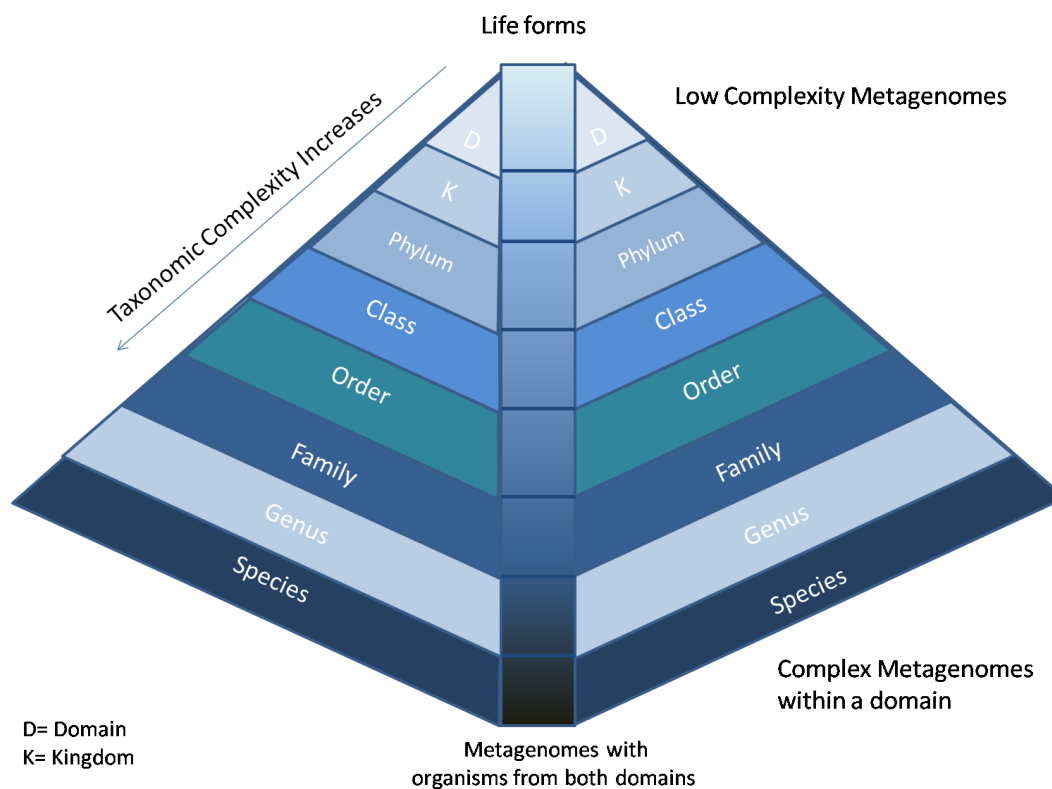 Life forms
Low Complexity Metagenomes
Taxonomic Complexity Increases
D
D
K
K
Phylum
Phylum
Class
Class
Order
Order
Family
Family
Genus
Genus
Species
Species
Complex Metagenomes
within a domain
D= Domain
K= Kingdom
Metagenomes with
organisms from both domains